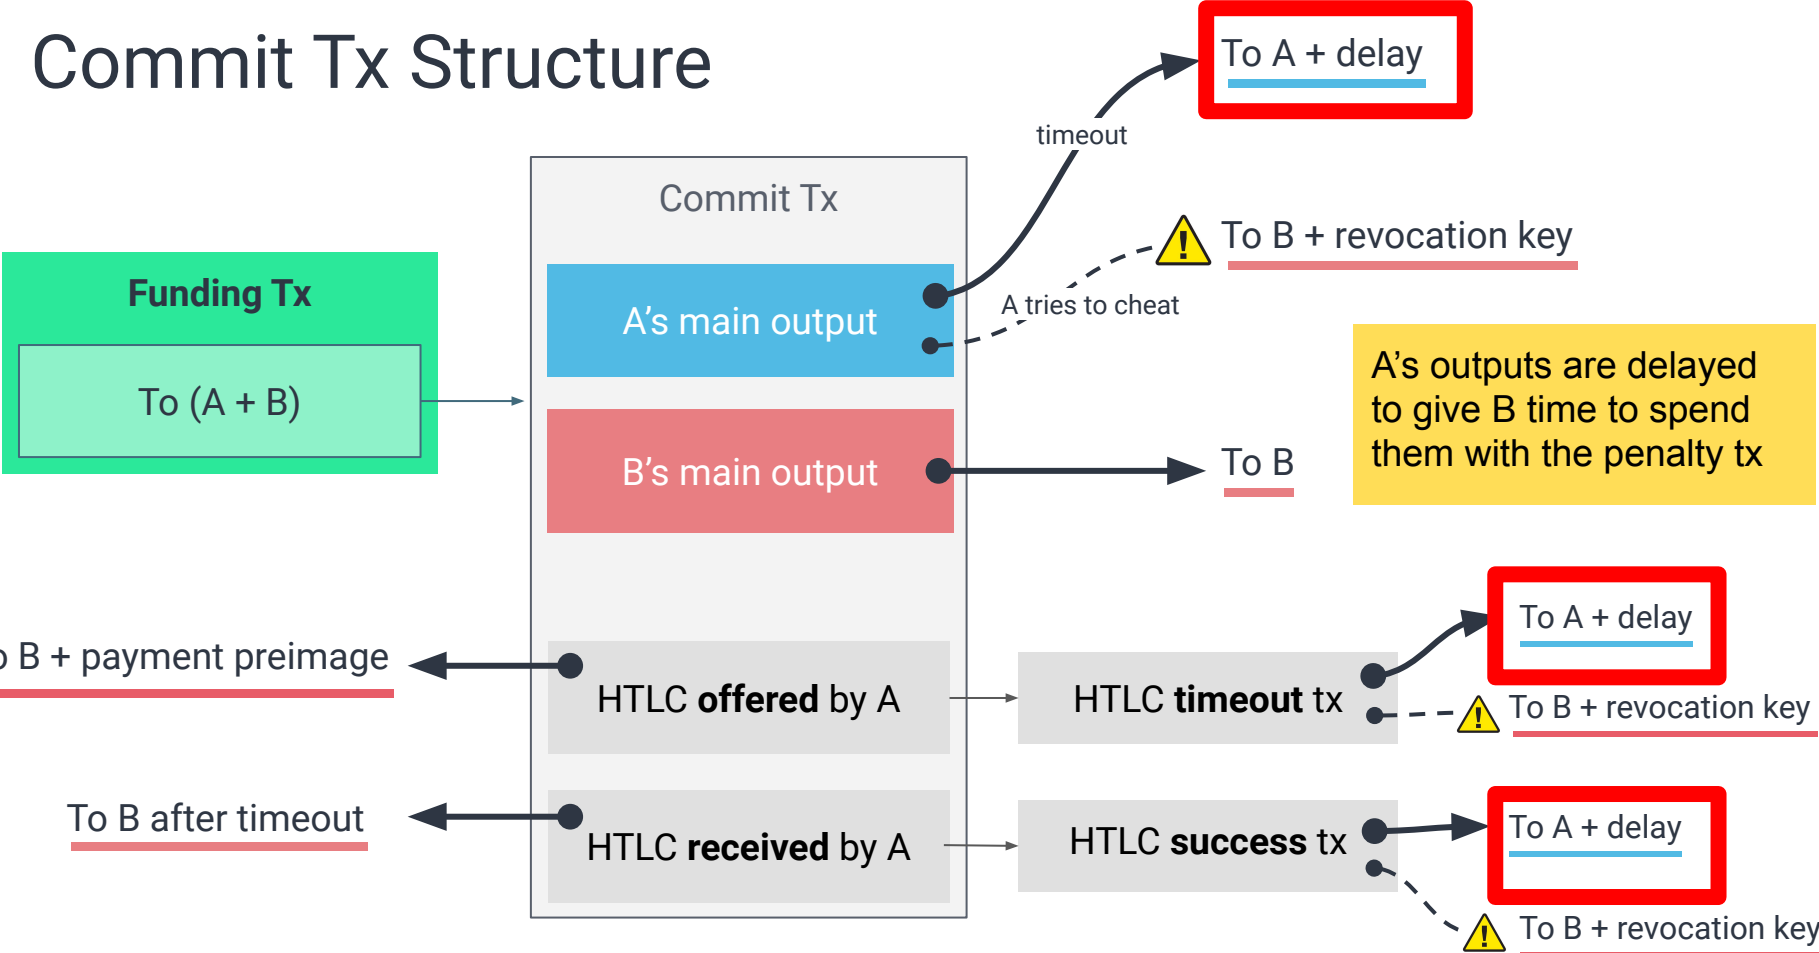 Commit Tx Structure
To A + delay
timeout
Commit Tx
To B + revocation key
A tries to cheat
Funding Tx
To (A + B)
A's main output
A's outputs are delayed
to give B time to spend
them with the penalty tx
B's main output
To B
o B + payment preimage
HTLC offered by A
HTLC timeout tx
To A + delay
To B + revocation key
To B after timeout
HTLC received by A
HTLC success tx
To A + delay
To B + revocation key